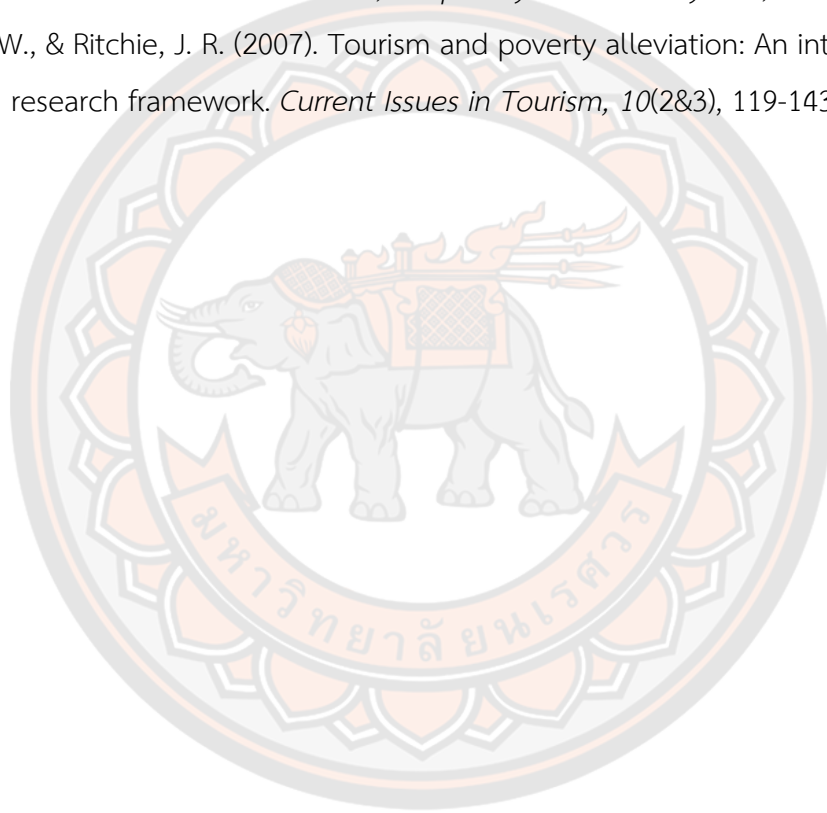 W., & Ritchie, J. R. (2007). Tourism and poverty alleviation: An int
research framework. Current Issues in Tourism, 10(2&3), 119-143
มหาวิทยาลัยนเรศวร